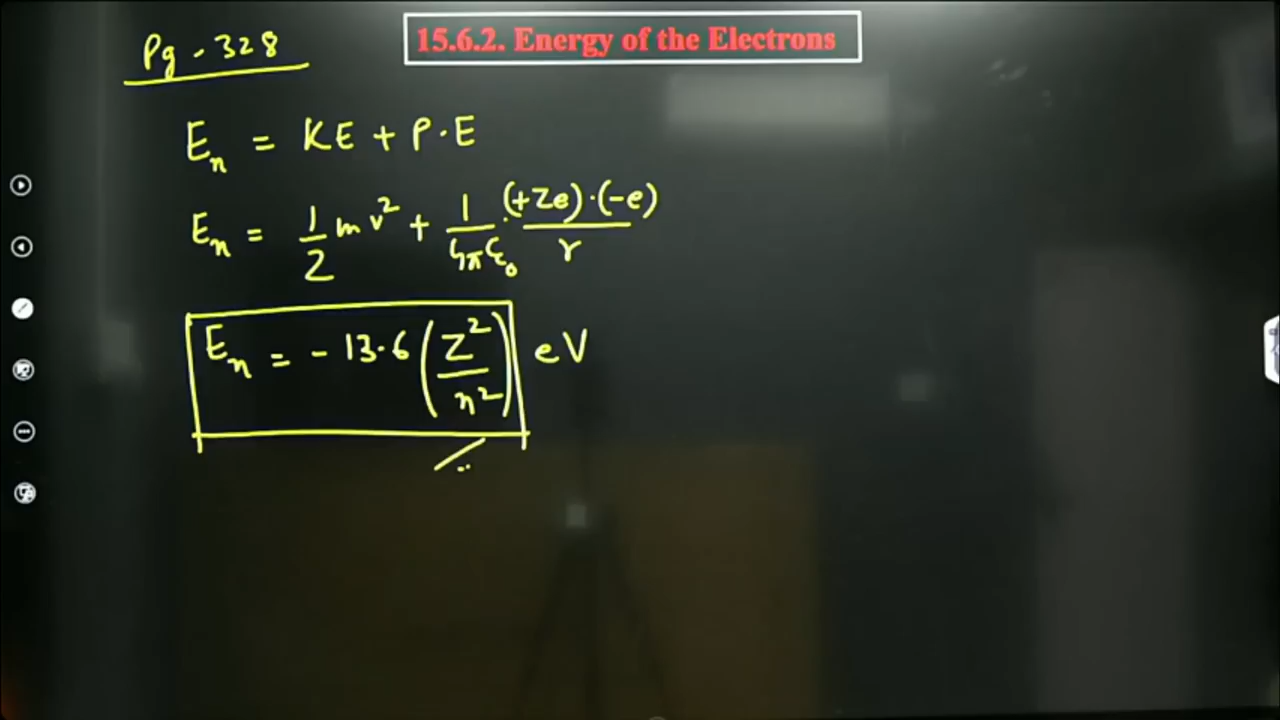 Pg - 328
15.6.2. Energy of the Electrons
En = KE + P.E
En = 1/2 mv² + 1/4πε₀ . (+Ze).(-e)/r
En = - 13.6 (Z²/n²) eV